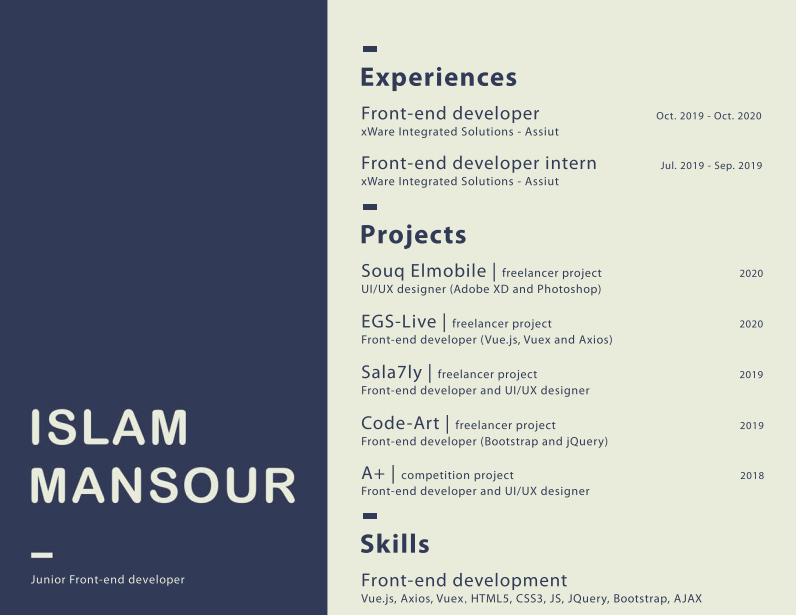 ISLAM
MANSOUR
Junior Front-end developer
Experiences
Front-end developer Oct. 2019 - Oct. 2020
xWare Integrated Solutions - Assiut
Front-end developer intern Jul. 2019 - Sep. 2019
xWare Integrated Solutions - Assiut
Projects
Souq Elmobile | freelancer project 2020
UI/UX designer (Adobe XD and Photoshop)
EGS-Live | freelancer project 2020
Front-end developer (Vue.js, Vuex and Axios)
Sala7ly | freelancer project 2019
Front-end developer and UI/UX designer
Code-Art | freelancer project 2019
Front-end developer (Bootstrap and jQuery)
A+ | competition project 2018
Front-end developer and UI/UX designer
Skills
Front-end development
Vue.js, Axios, Vuex, HTML5, CSS3, JS, JQuery, Bootstrap, AJAX